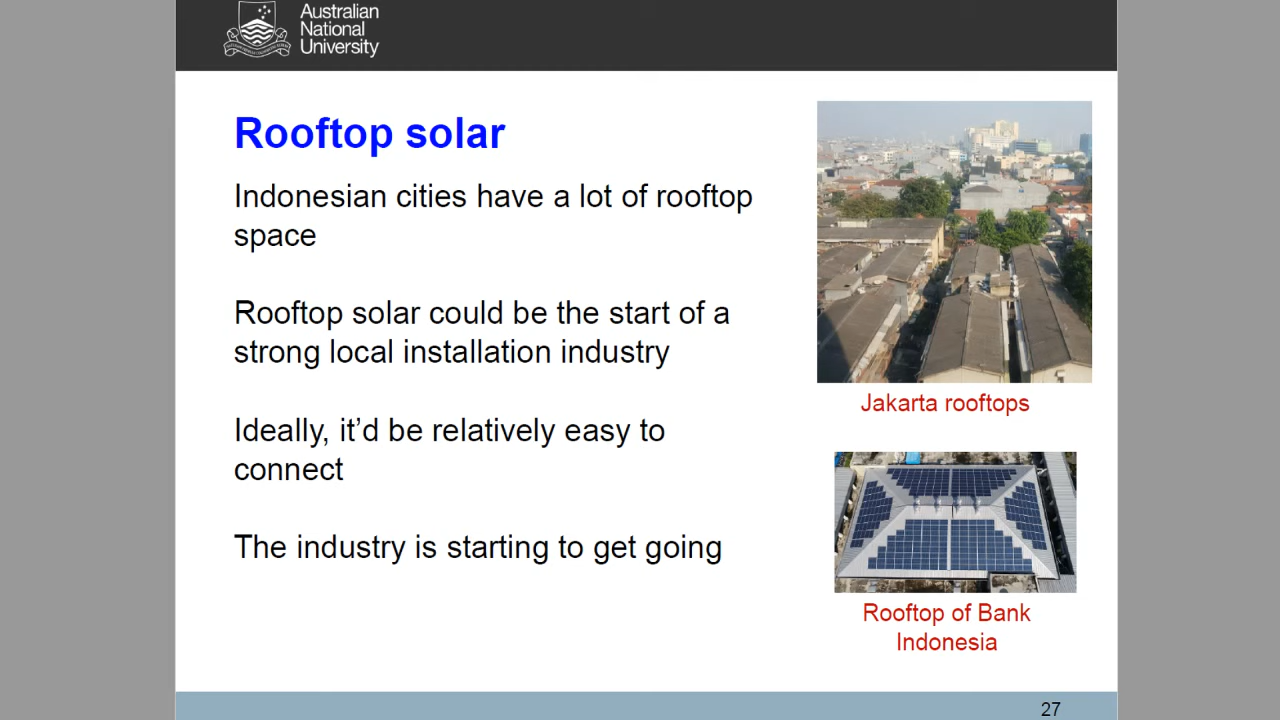 Australian
National
University
Rooftop solar
Indonesian cities have a lot of rooftop
space
Rooftop solar could be the start of a
strong local installation industry
Ideally, it’d be relatively easy to
connect
The industry is starting to get going
Jakarta rooftops
Rooftop of Bank
Indonesia
27